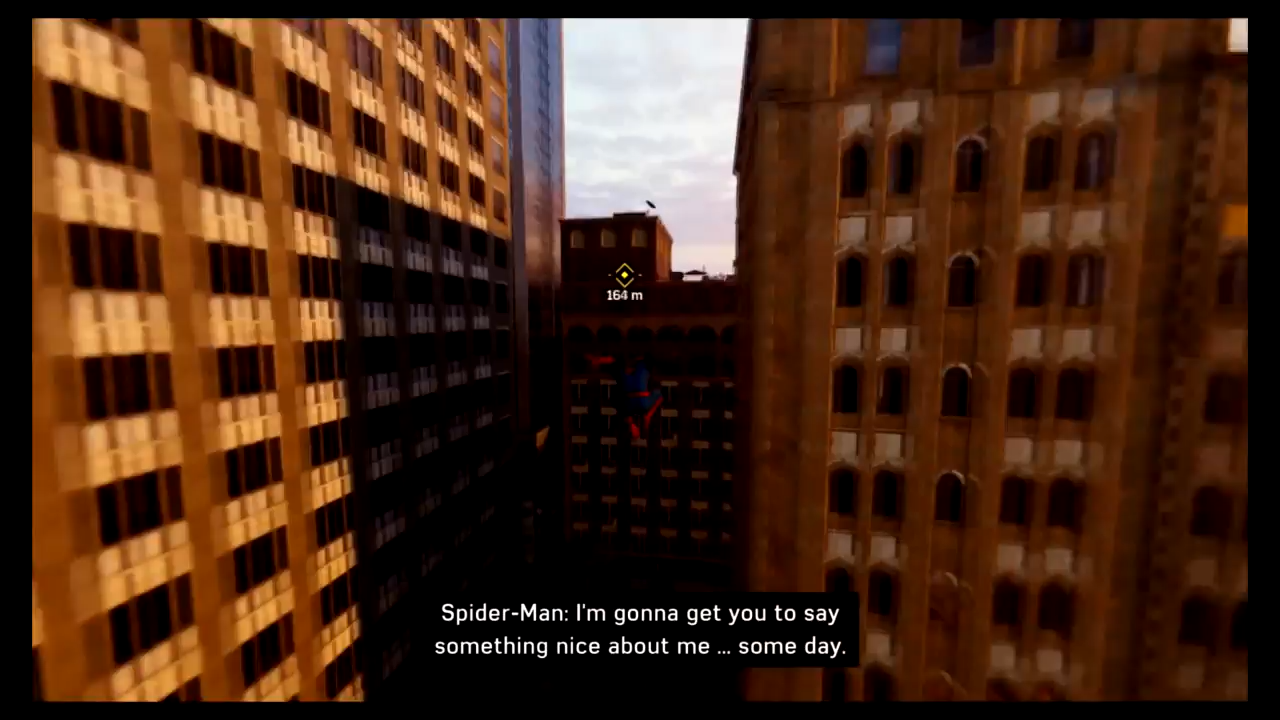 164 m
Spider-Man: I'm gonna get you to say
something nice about me ... some day.